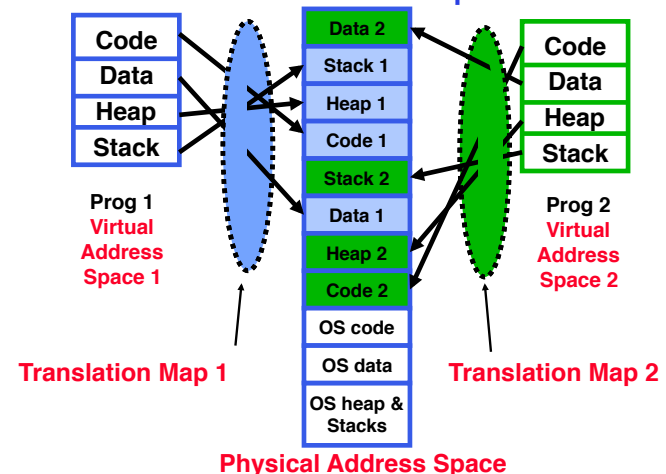 Code
Data
Heap
Stack
Prog 1
Virtual
Address
Space 1
Translation Map 1
Data 2
Stack 1
Heap 1
Code 1
Stack 2
Data 1
Heap 2
Code 2
OS code
OS data
OS heap &
Stacks
Physical Address Space
Code
Data
Heap
Stack
Prog 2
Virtual
Address
Space 2
Translation Map 2